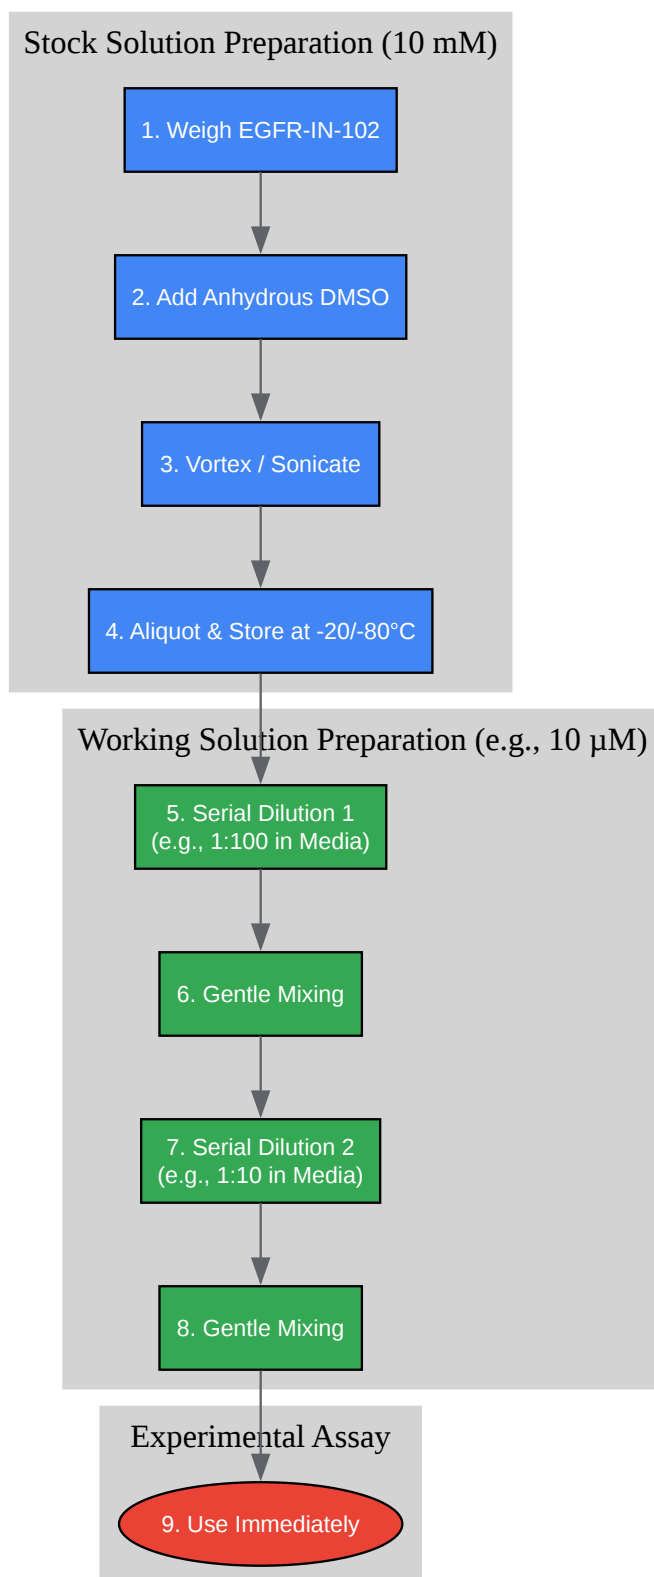 Stock Solution Preparation (10 mM)
1. Weigh EGFR-IN-102
2. Add Anhydrous DMSO
3. Vortex / Sonicate
4. Aliquot & Store at -20/-80°C
Working Solution Preparation (e.g., 10 µM)
5. Serial Dilution 1
(e.g., 1:100 in Media)
6. Gentle Mixing
7. Serial Dilution 2
(e.g., 1:10 in Media)
8. Gentle Mixing
Experimental Assay
9. Use Immediately